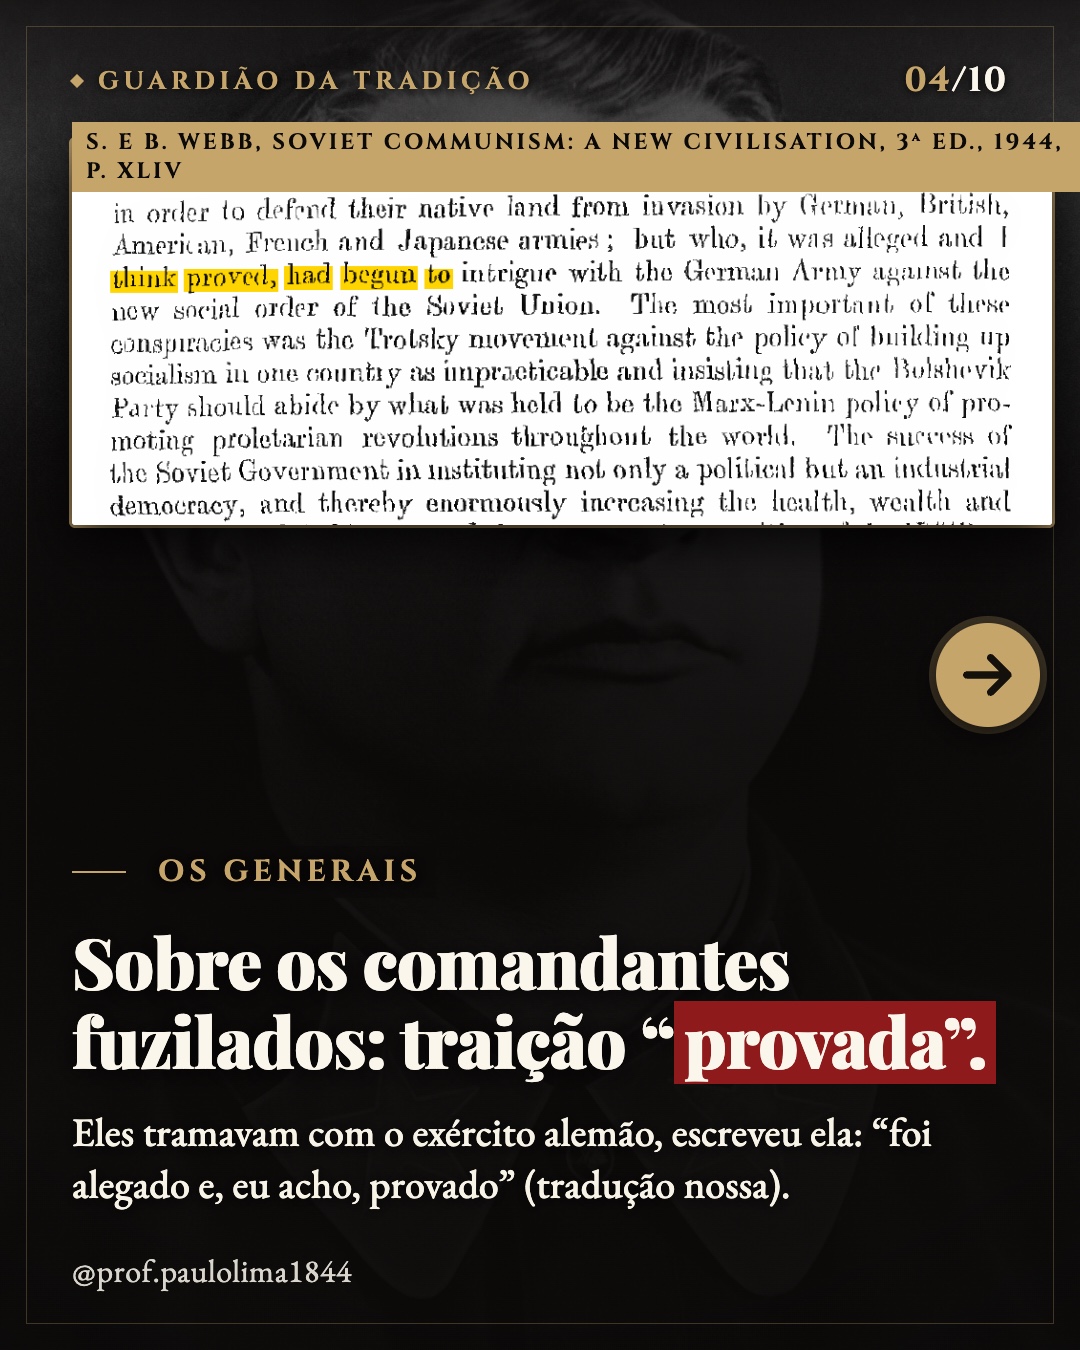 GUARDIÃO DA TRADIÇÃO
04/10
S. E B. WEBB, SOVIET COMMUNISM: A NEW CIVILISATION, 3ª ED., 1944,
P. XLIV
in order to defend their native land from invasion by German, British,
American, French and Japanese armies ; but who, it was alleged and I
think proved, had begun to intrigue with the German Army against the
new social order of the Soviet Union. The most important of these
conspiracies was the Trotsky movement against the policy of building up
socialism in one country as impracticable and insisting that the Bolshevik
Party should abide by what was held to be the Marx-Lenin policy of pro-
moting proletarian revolutions throughout the world. The success of
the Soviet Government in instituting not only a political but an industrial
democracy, and thereby enormously increasing the health, wealth and
OS GENERAIS
Sobre os comandantes
fuzilados: traição “provada”.
Eles tramavam com o exército alemão, escreveu ela: “foi
alegado e, eu acho, provado” (tradução nossa).
@prof.paulolima1844